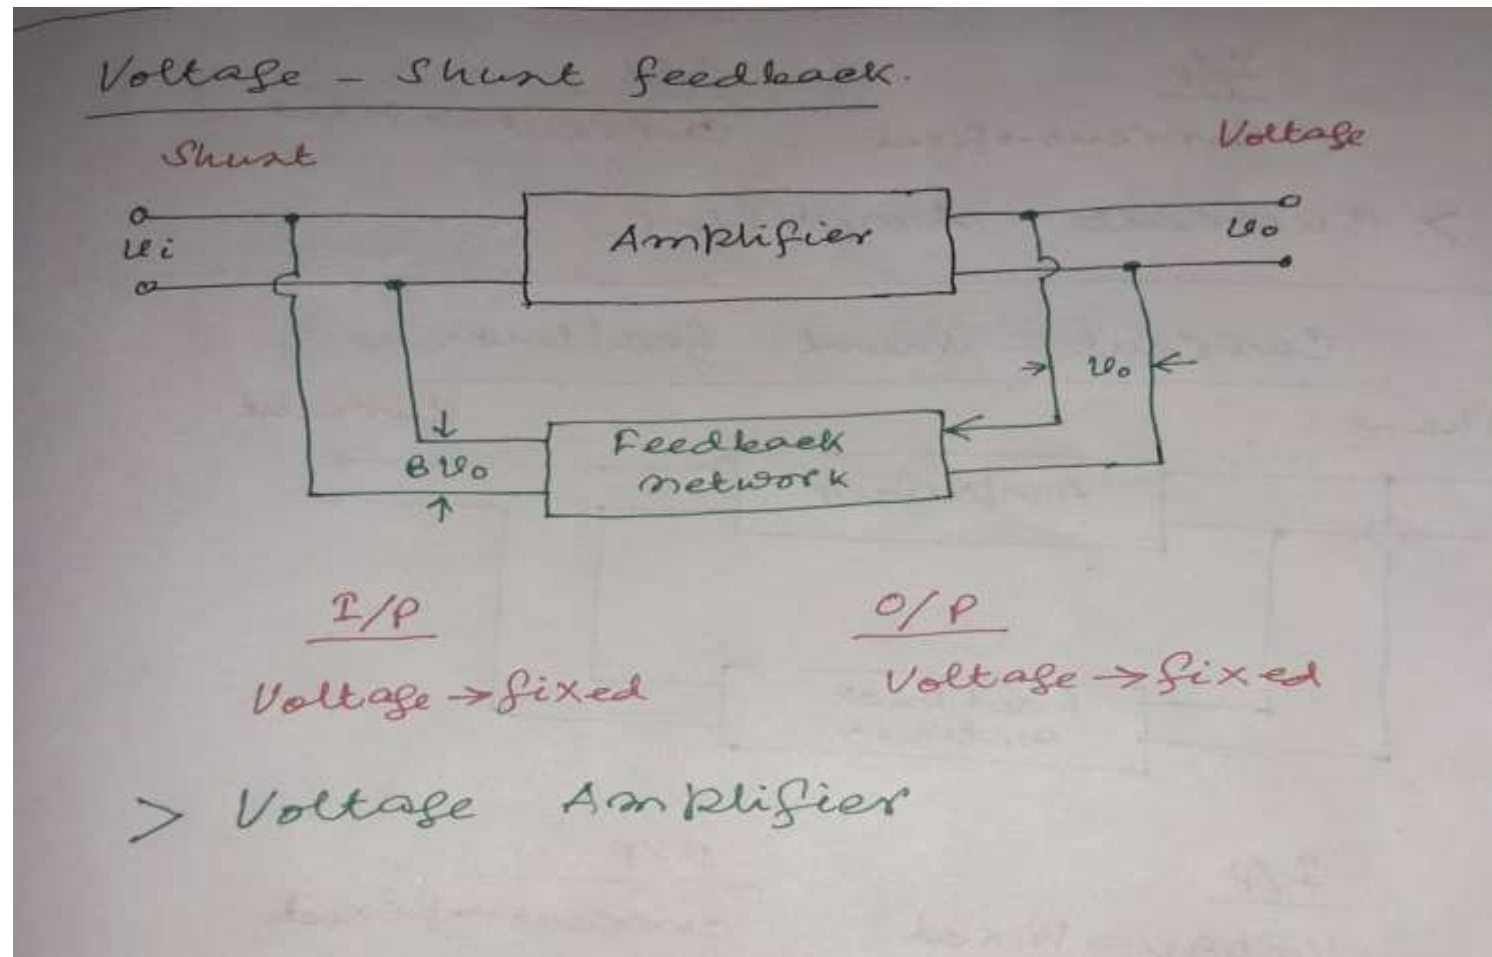 Voltage - Shunt feedback.
Shunt
Voltage
Vi
Amplifier
Vo
Vo
βVo
Feedback
network
I/P
O/P
Voltage → fixed
Voltage → fixed
> Voltage Amplifier